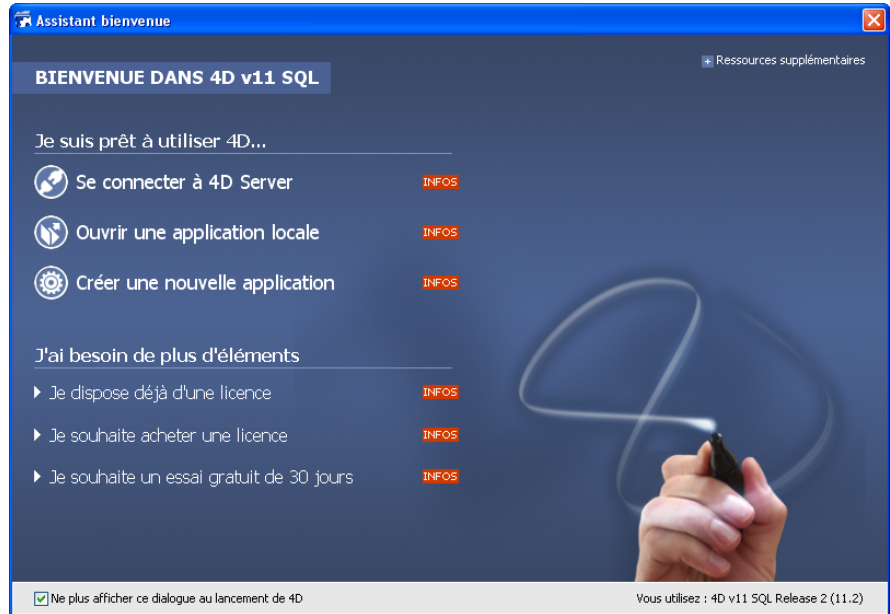 Assistant bienvenue
BIENVENUE DANS 4D v11 SQL
+ Ressources supplémentaires
Je suis prêt à utiliser 4D...
Se connecter à 4D Server INFOS
Ouvrir une application locale INFOS
Créer une nouvelle application INFOS
J'ai besoin de plus d'éléments
Je dispose déjà d'une licence INFOS
Je souhaite acheter une licence INFOS
Je souhaite un essai gratuit de 30 jours INFOS
Ne plus afficher ce dialogue au lancement de 4D
Vous utilisez : 4D v11 SQL Release 2 (11.2)